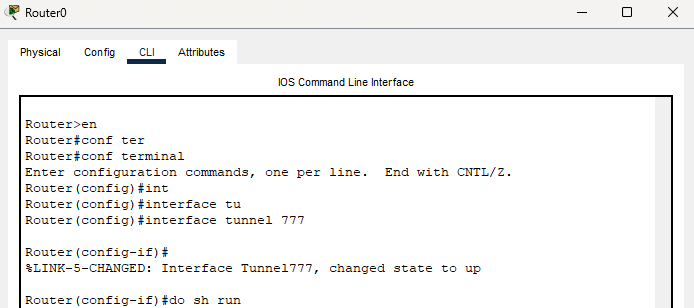 Router0
Physical Config CLI Attributes
IOS Command Line Interface
Router>en
Router#conf ter
Router#conf terminal
Enter configuration commands, one per line.  End with CNTL/Z.
Router(config)#int
Router(config)#interface tu
Router(config)#interface tunnel 777
Router(config-if)#
%LINK-5-CHANGED: Interface Tunnel777, changed state to up
Router(config-if)#do sh run